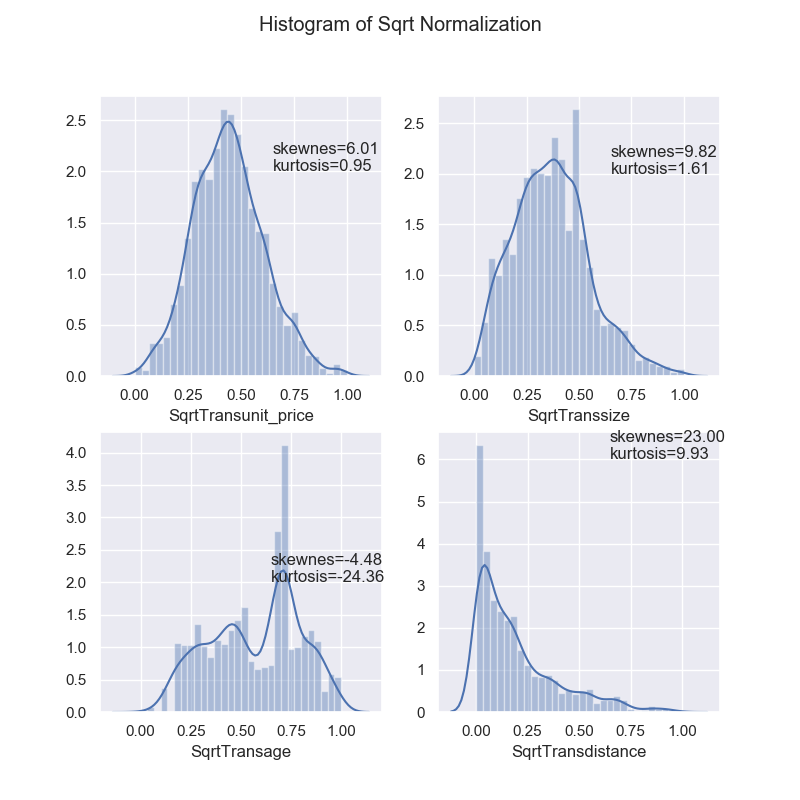 Histogram of Sqrt Normalization
2.5
2.0
1.5
1.0
0.5
0.0
skewnes=6.01
kurtosis=0.95
0.00 0.25 0.50 0.75 1.00
SqrtTransunit_price
2.5
2.0
1.5
1.0
0.5
0.0
skewnes=9.82
kurtosis=1.61
0.00 0.25 0.50 0.75 1.00
SqrtTranssize
4.0
3.5
3.0
2.5
2.0
1.5
1.0
0.5
0.0
skewnes=-4.48
kurtosis=-24.36
0.00 0.25 0.50 0.75 1.00
SqrtTransage
skewnes=23.00
kurtosis=9.93
6
5
4
3
2
1
0
0.00 0.25 0.50 0.75 1.00
SqrtTransdistance